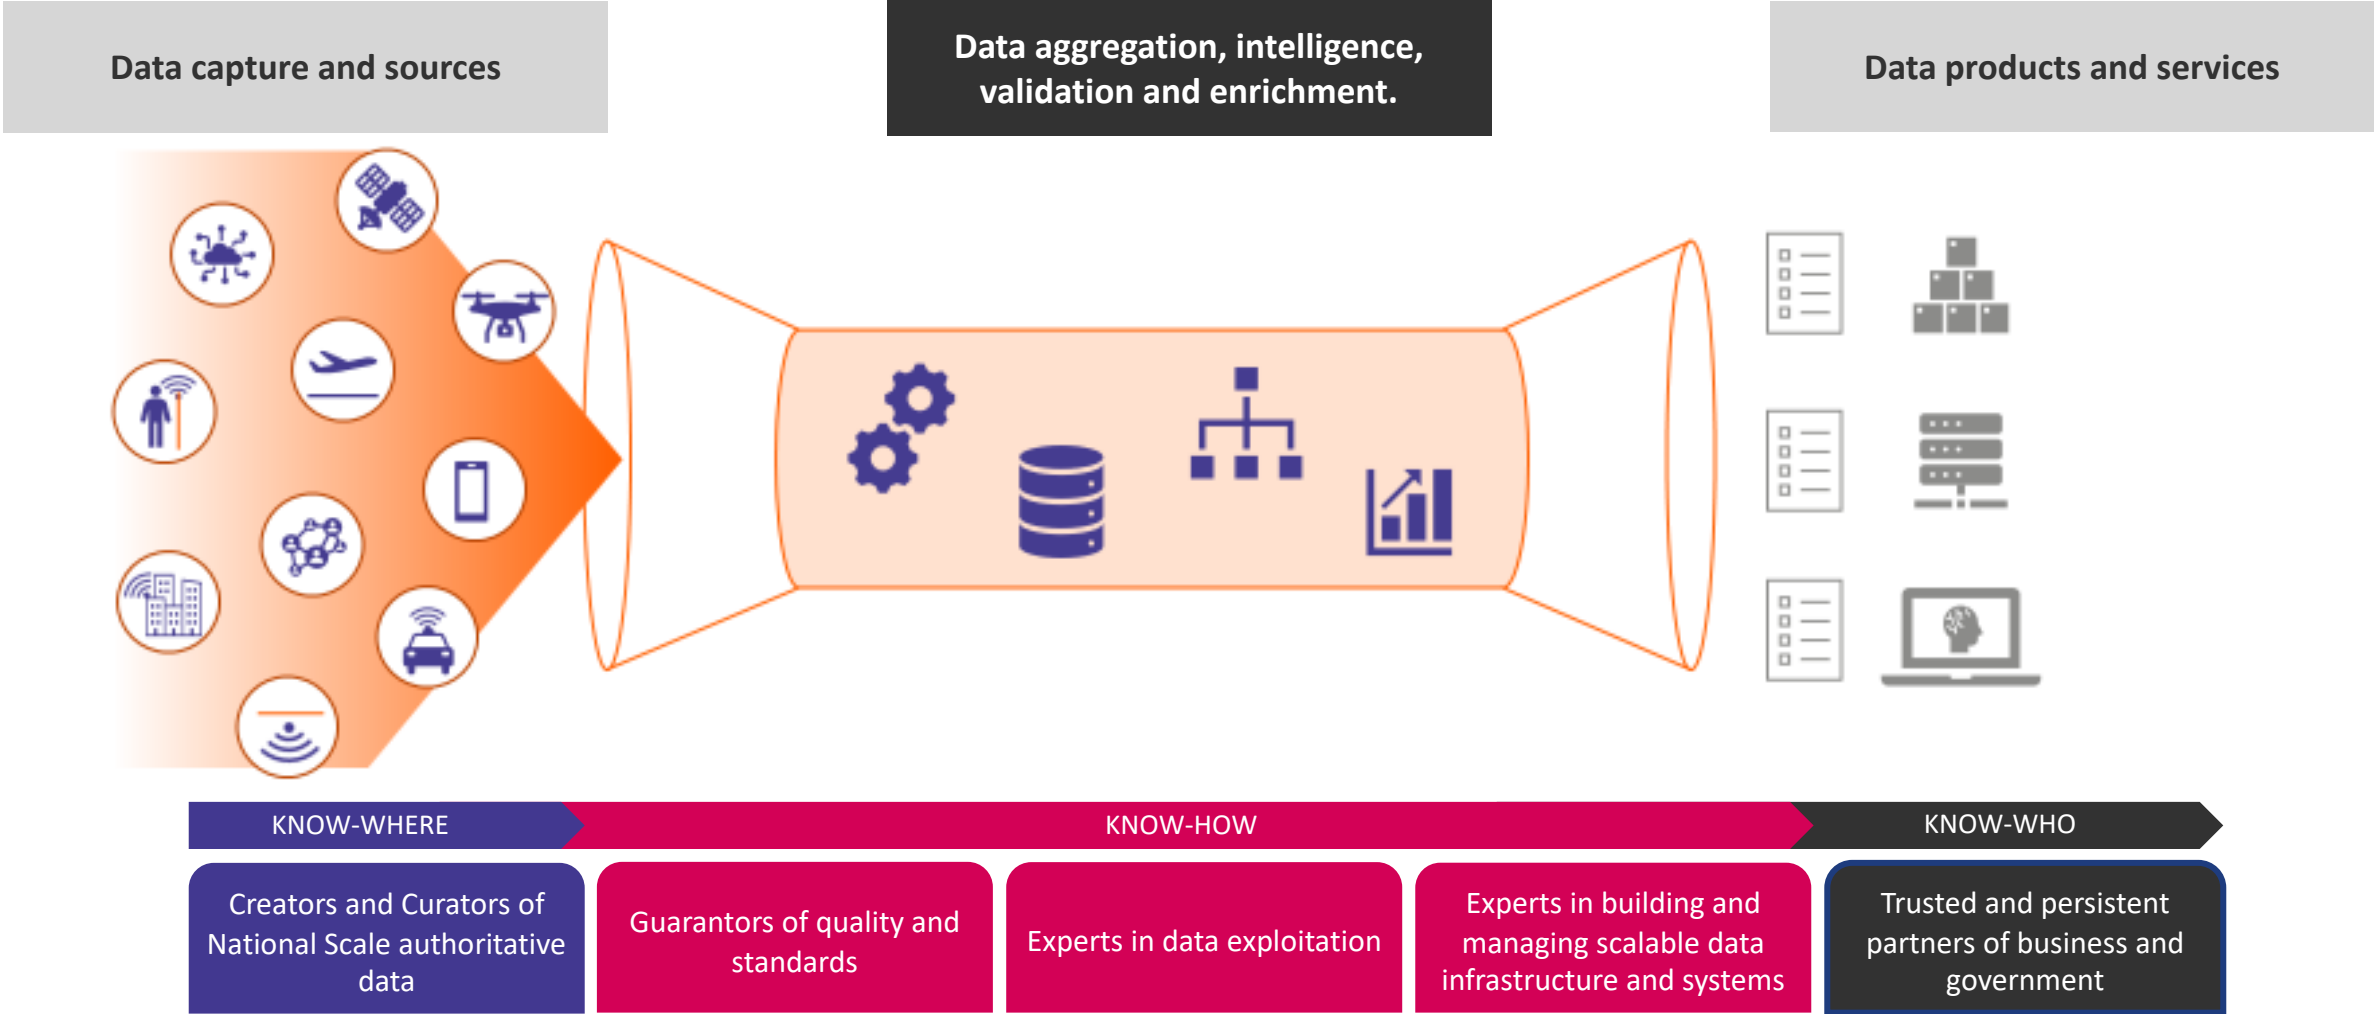 Data capture and sources
Data aggregation, intelligence,
validation and enrichment.
Data products and services
KNOW-WHERE
KNOW-HOW
KNOW-WHO
Creators and Curators of
National Scale authoritative
data
Guarantors of quality and
standards
Experts in data exploitation
Experts in building and
managing scalable data
infrastructure and systems
Trusted and persistent
partners of business and
government